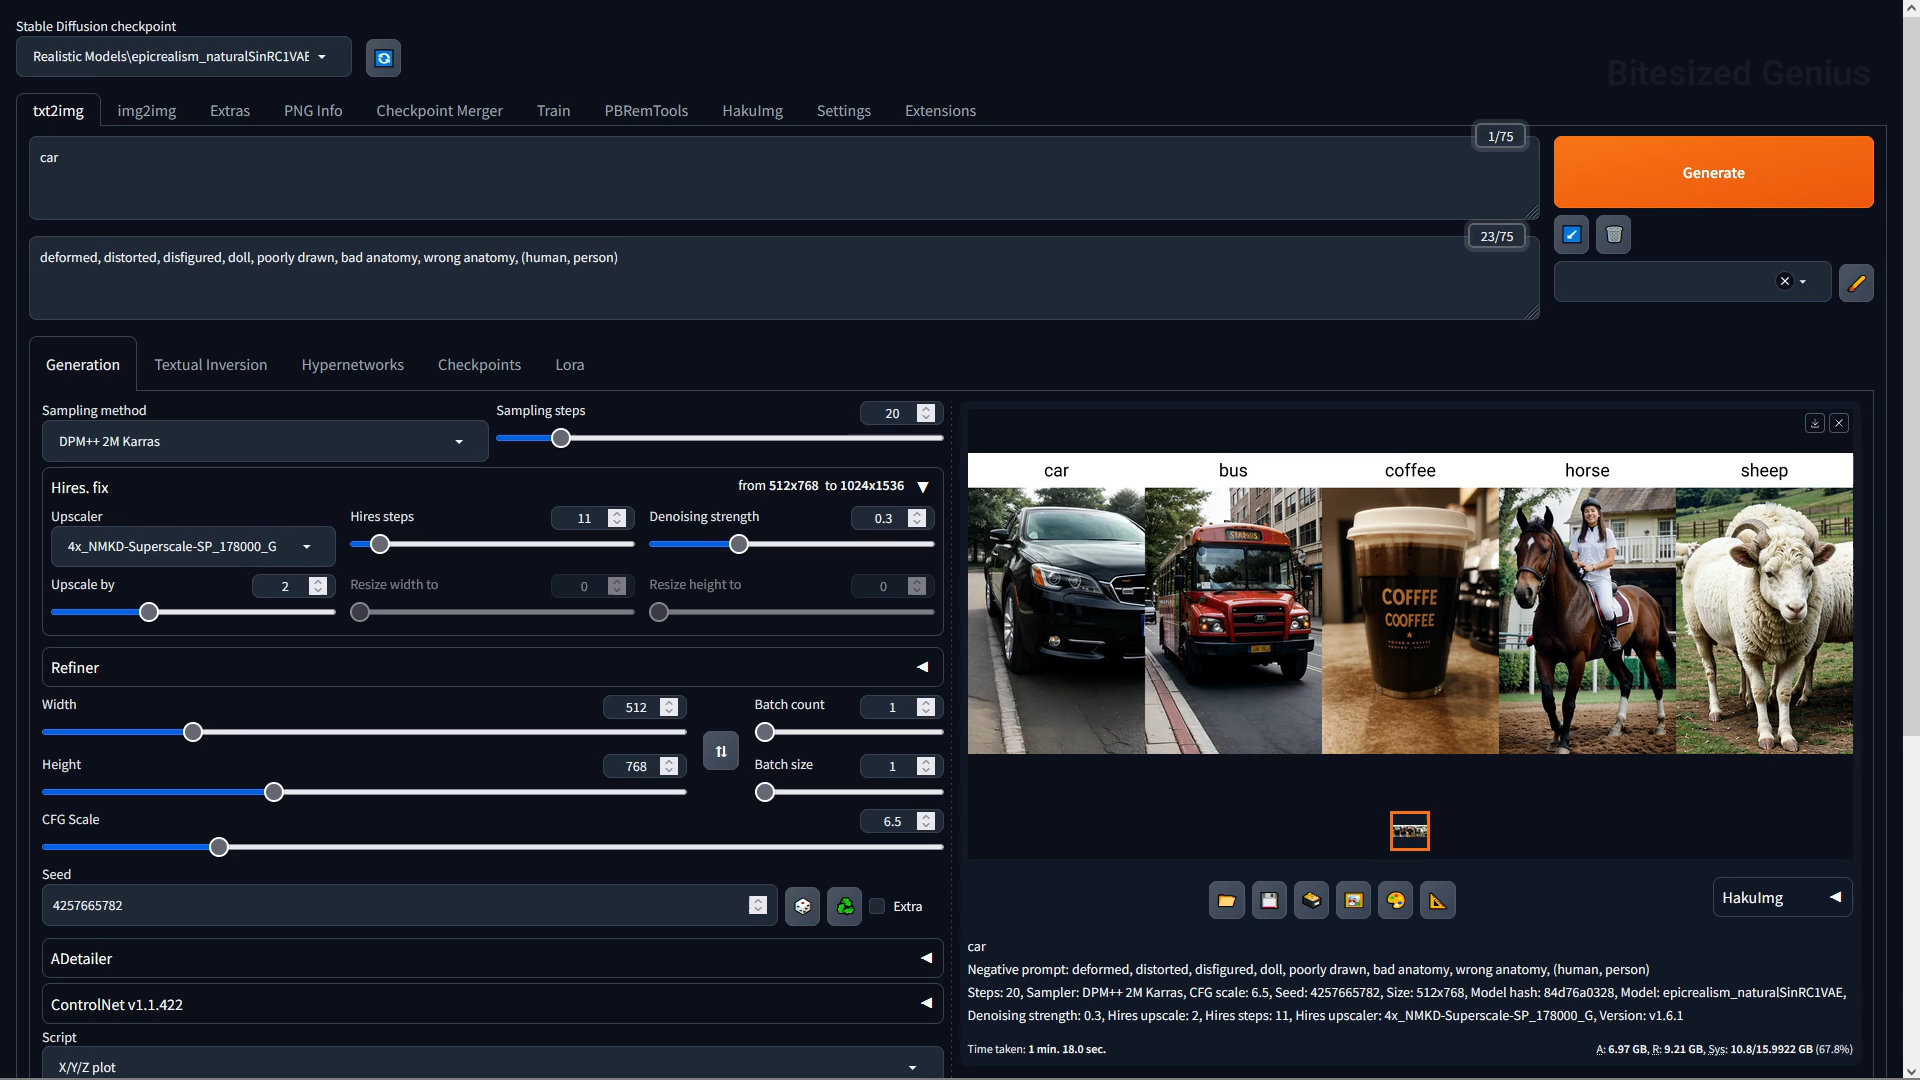 Stable Diffusion checkpoint
Realistic Models\epicrealism_naturalSinRC1VAE
Bitesized Genius
txt2img img2img Extras PNG Info Checkpoint Merger Train PBRemTools HakuImg Settings Extensions
1/75
car
Generate
23/75
deformed, distorted, disfigured, doll, poorly drawn, bad anatomy, wrong anatomy, (human, person)
Generation Textual Inversion Hypernetworks Checkpoints Lora
Sampling method
DPM++ 2M Karras
Sampling steps 20
Hires. fix
from 512x768 to 1024x1536
Upscaler
4x_NMKD-Superscale-SP_178000_G
Hires steps 11
Denoising strength 0.3
Upscale by 2
Resize width to 0
Resize height to 0
Refiner
Width 512
Batch count 1
Height 768
Batch size 1
CFG Scale 6.5
Seed
4257665782
Extra
ADetailer
ControlNet v1.1.422
Script
X/Y/Z plot
car bus coffee horse sheep
COFFFE
COOFFEE
HakuImg
car
Negative prompt: deformed, distorted, disfigured, doll, poorly drawn, bad anatomy, wrong anatomy, (human, person)
Steps: 20, Sampler: DPM++ 2M Karras, CFG scale: 6.5, Seed: 4257665782, Size: 512x768, Model hash: 84d76a0328, Model: epicrealism_naturalSinRC1VAE,
Denoising strength: 0.3, Hires upscale: 2, Hires steps: 11, Hires upscaler: 4x_NMKD-Superscale-SP_178000_G, Version: v1.6.1
Time taken: 1 min. 18.0 sec.
A: 6.97 GB, R: 9.21 GB, Sys: 10.8/15.9922 GB (67.8%)